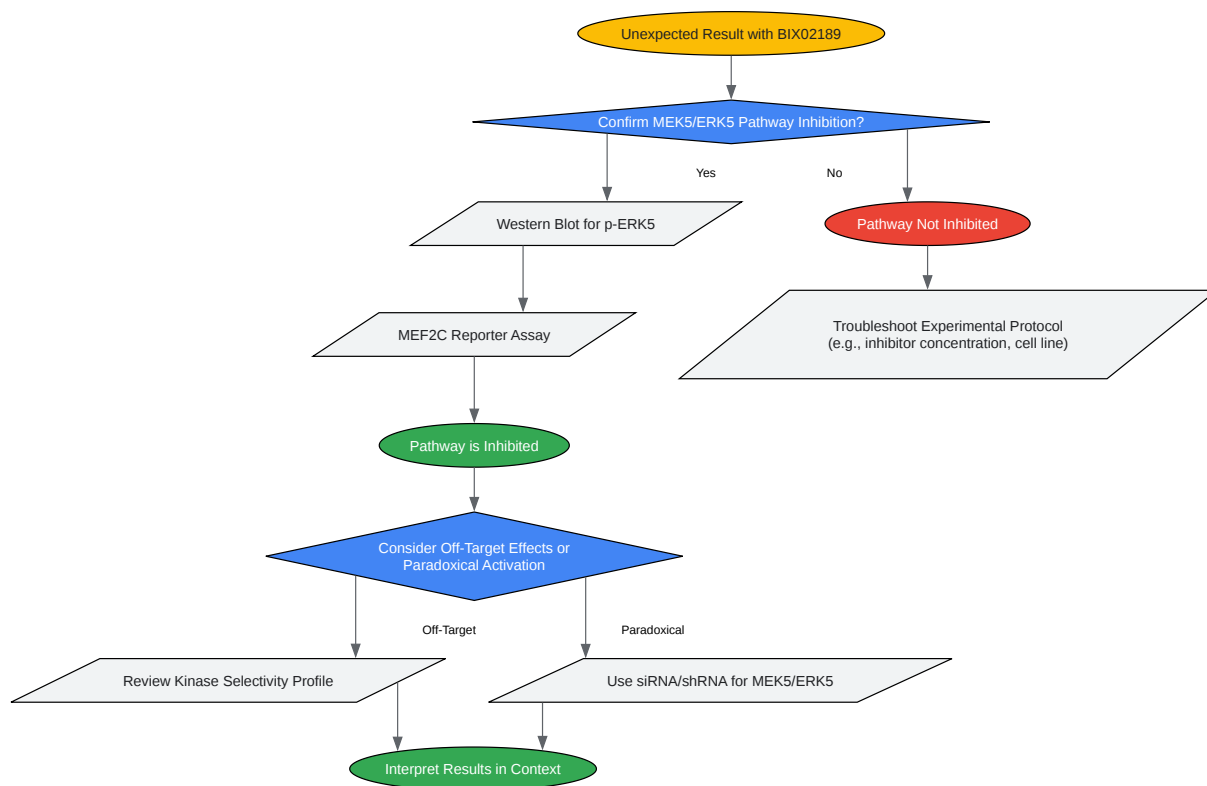 Unexpected Result with BIX02189
Confirm MEK5/ERK5 Pathway Inhibition?
Yes
No
Western Blot for p-ERK5
Pathway Not Inhibited
MEF2C Reporter Assay
Troubleshoot Experimental Protocol
(e.g., inhibitor concentration, cell line)
Pathway is Inhibited
Consider Off-Target Effects or
Paradoxical Activation
Off-Target
Paradoxical
Review Kinase Selectivity Profile
Use siRNA/shRNA for MEK5/ERK5
Interpret Results in Context